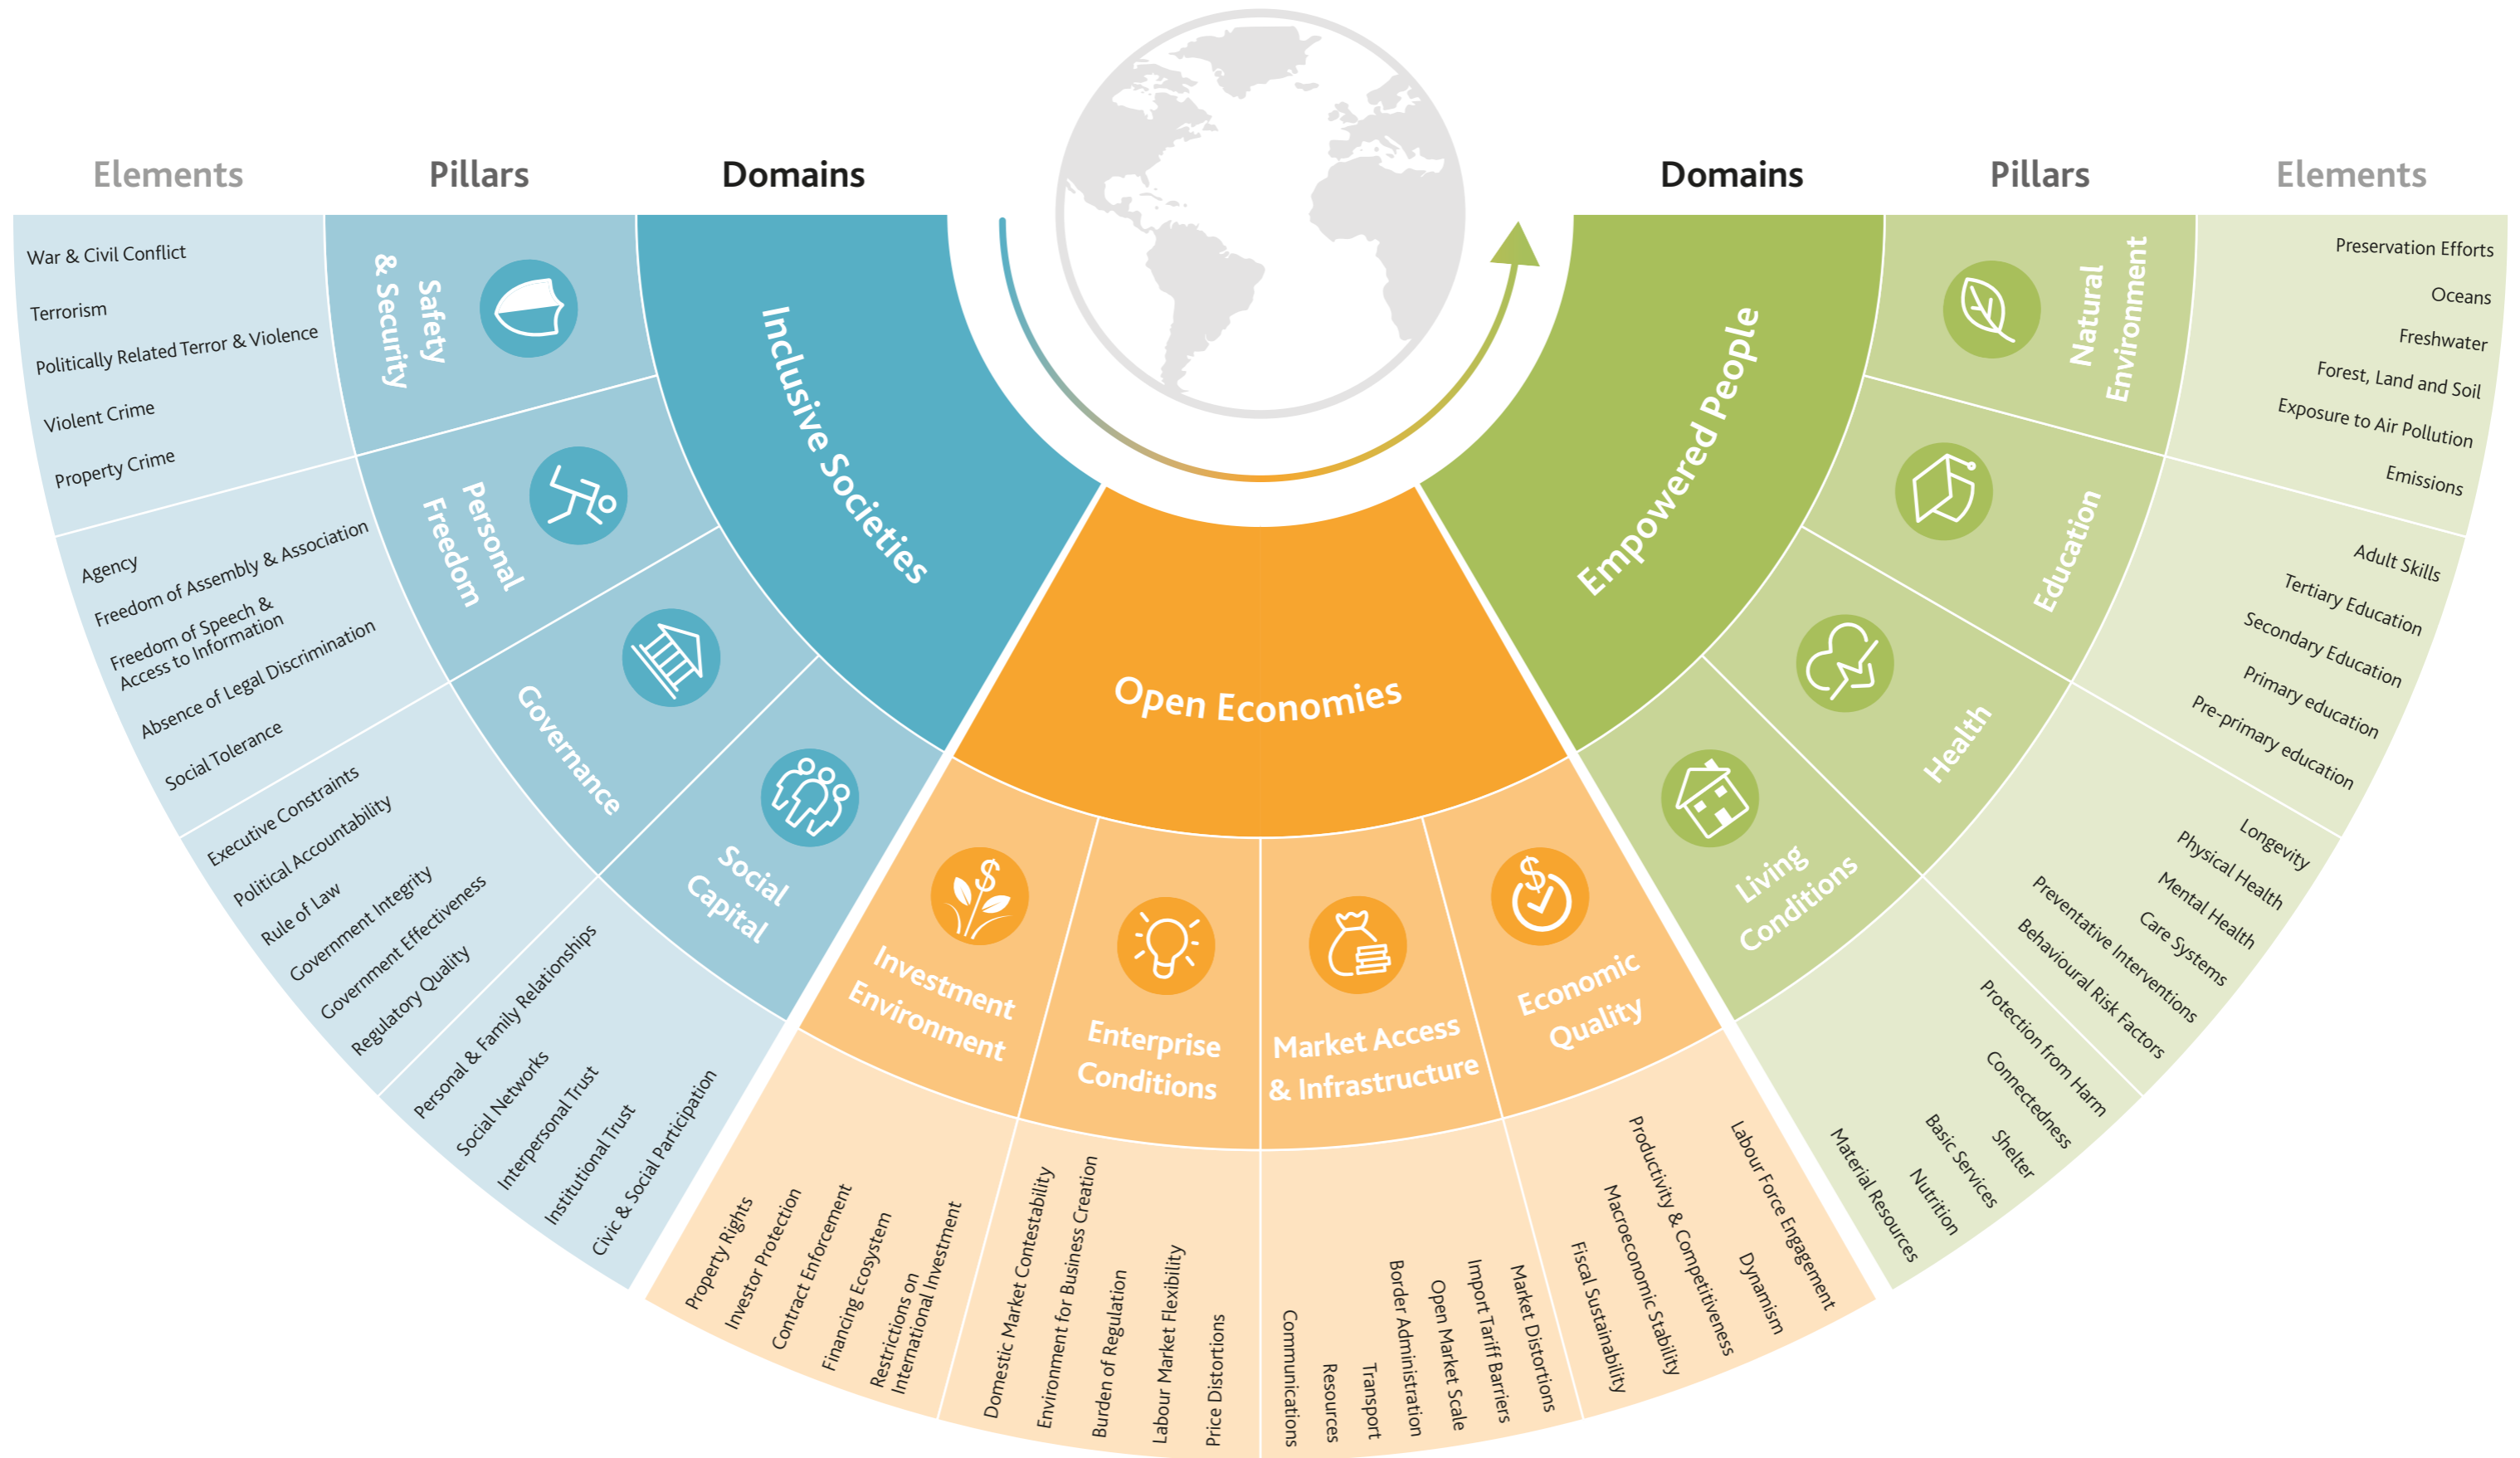 Elements
Pillars
Domains
Domains
Pillars
Elements
Inclusive Societies
Safety
& Security
War & Civil Conflict
Terrorism
Politically Related Terror & Violence
Violent Crime
Property Crime
Personal
Freedom
Agency
Freedom of Assembly & Association
Freedom of Speech &
Access to Information
Absence of Legal Discrimination
Social Tolerance
Governance
Executive Constraints
Political Accountability
Rule of Law
Government Integrity
Government Effectiveness
Regulatory Quality
Social
Capital
Personal & Family Relationships
Social Networks
Interpersonal Trust
Institutional Trust
Civic & Social Participation
Open Economies
Investment
Environment
Property Rights
Investor Protection
Contract Enforcement
Financing Ecosystem
Restrictions on
International Investment
Enterprise
Conditions
Domestic Market Contestability
Environment for Business Creation
Burden of Regulation
Labour Market Flexibility
Price Distortions
Market Access
& Infrastructure
Communications
Resources
Transport
Border Administration
Open Market Scale
Import Tariff Barriers
Market Distortions
Economic
Quality
Fiscal Sustainability
Macroeconomic Stability
Productivity & Competitiveness
Dynamism
Labour Force Engagement
Empowered People
Living
Conditions
Material Resources
Nutrition
Basic Services
Shelter
Connectedness
Protection from Harm
Health
Behavioural Risk Factors
Preventative Interventions
Care Systems
Mental Health
Physical Health
Longevity
Education
Pre-primary education
Primary education
Secondary Education
Tertiary Education
Adult Skills
Natural
Environment
Emissions
Exposure to Air Pollution
Forest, Land and Soil
Freshwater
Oceans
Preservation Efforts